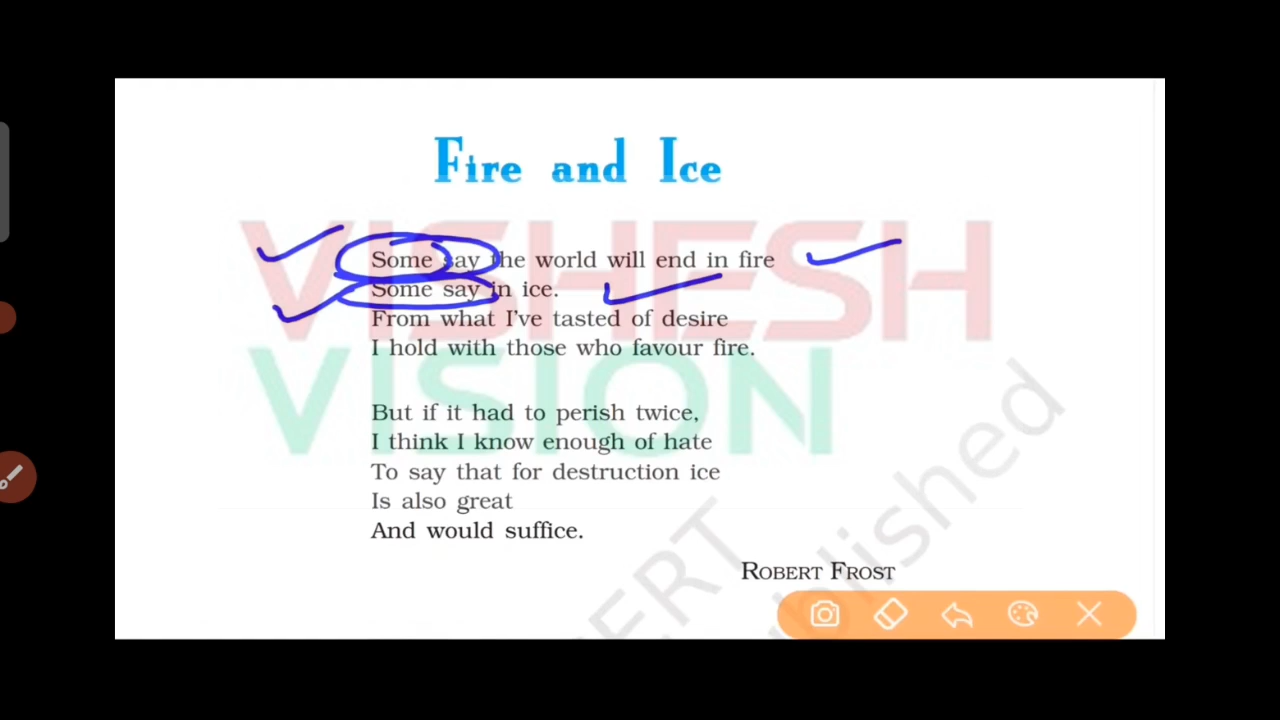 Fire and Ice
VISHESH
VISION
Some say the world will end in fire
Some say in ice.
From what I've tasted of desire
I hold with those who favour fire.
But if it had to perish twice,
I think I know enough of hate
To say that for destruction ice
Is also great
And would suffice.
ROBERT FROST